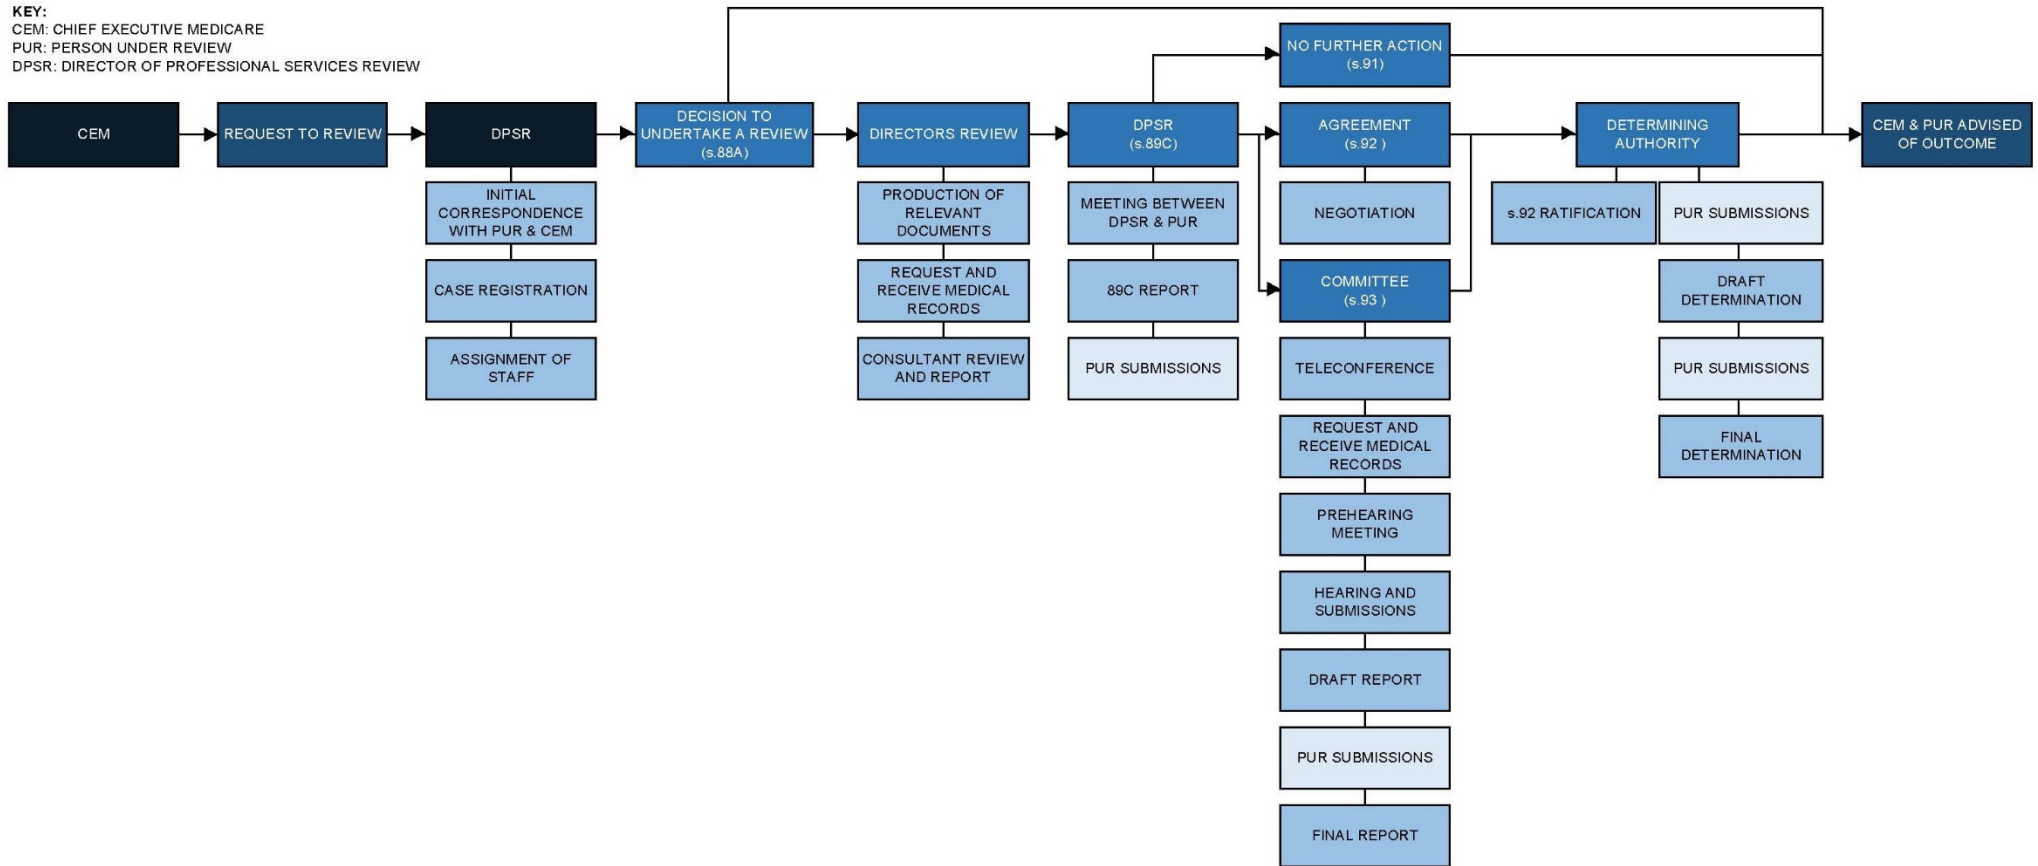 KEY:
CEM: CHIEF EXECUTIVE MEDICARE
PUR: PERSON UNDER REVIEW
DPSR: DIRECTOR OF PROFESSIONAL SERVICES REVIEW
CEM
REQUEST TO REVIEW
DPSR
INITIAL
CORRESPONDENCE
WITH PUR & CEM
CASE REGISTRATION
ASSIGNMENT OF
STAFF
DECISION TO
UNDERTAKE A REVIEW
(s.88A)
DIRECTORS REVIEW
PRODUCTION OF
RELEVANT
DOCUMENTS
REQUEST AND
RECEIVE MEDICAL
RECORDS
CONSULTANT REVIEW
AND REPORT
DPSR
(s.89C)
MEETING BETWEEN
DPSR & PUR
89C REPORT
PUR SUBMISSIONS
NO FURTHER ACTION
(s.91)
AGREEMENT
(s.92 )
NEGOTIATION
COMMITTEE
(s.93 )
TELECONFERENCE
REQUEST AND
RECEIVE MEDICAL
RECORDS
PREHEARING
MEETING
HEARING AND
SUBMISSIONS
DRAFT REPORT
PUR SUBMISSIONS
FINAL REPORT
DETERMINING
AUTHORITY
s.92 RATIFICATION
PUR SUBMISSIONS
DRAFT
DETERMINATION
PUR SUBMISSIONS
FINAL
DETERMINATION
CEM & PUR ADVISED
OF OUTCOME